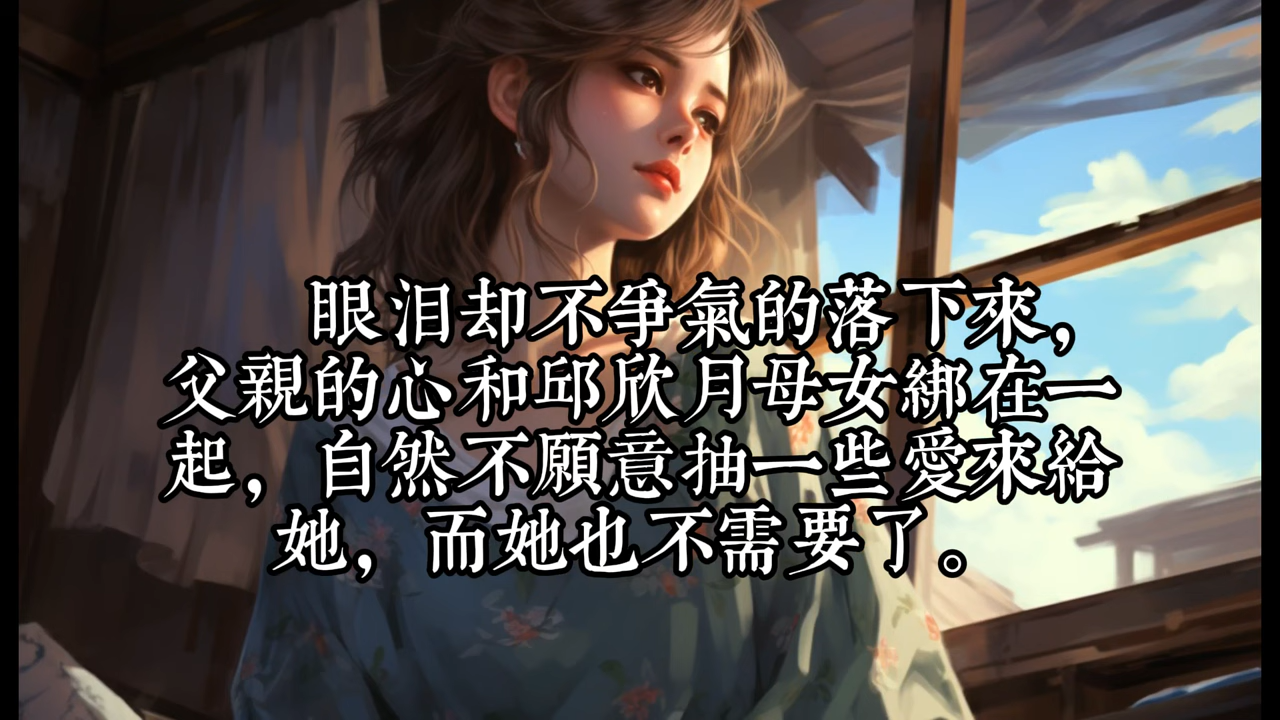 眼泪却不爭氣的落下來，
父親的心和邱欣月母女綁在一
起，自然不願意抽一些愛來給
她，而她也不需要了。